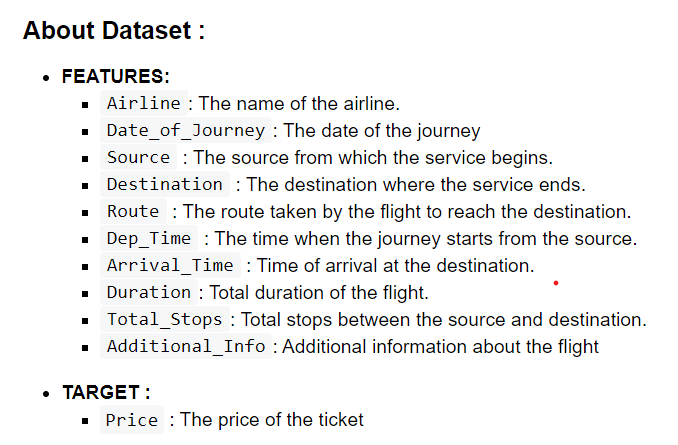 About Dataset :
FEATURES:
Airline : The name of the airline.
Date_of_Journey : The date of the journey
Source : The source from which the service begins.
Destination : The destination where the service ends.
Route : The route taken by the flight to reach the destination.
Dep_Time : The time when the journey starts from the source.
Arrival_Time : Time of arrival at the destination.
Duration : Total duration of the flight.
Total_Stops : Total stops between the source and destination.
Additional_Info : Additional information about the flight
TARGET :
Price : The price of the ticket